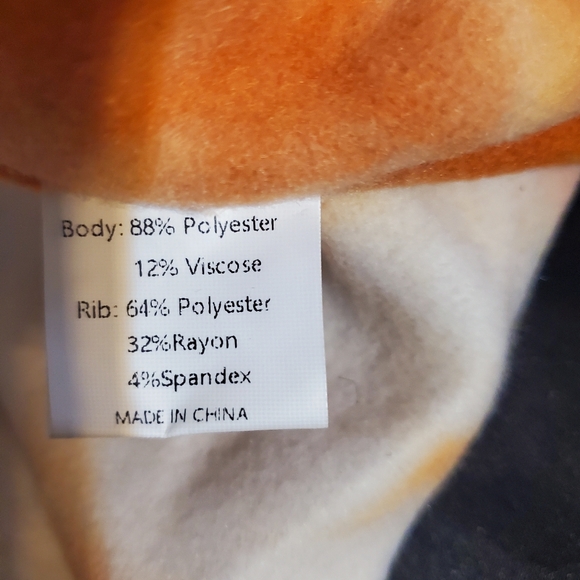 Body: 88% Polyester
12% Viscose
Rib: 64% Polyester
32%Rayon
4%Spandex
MADE IN CHINA